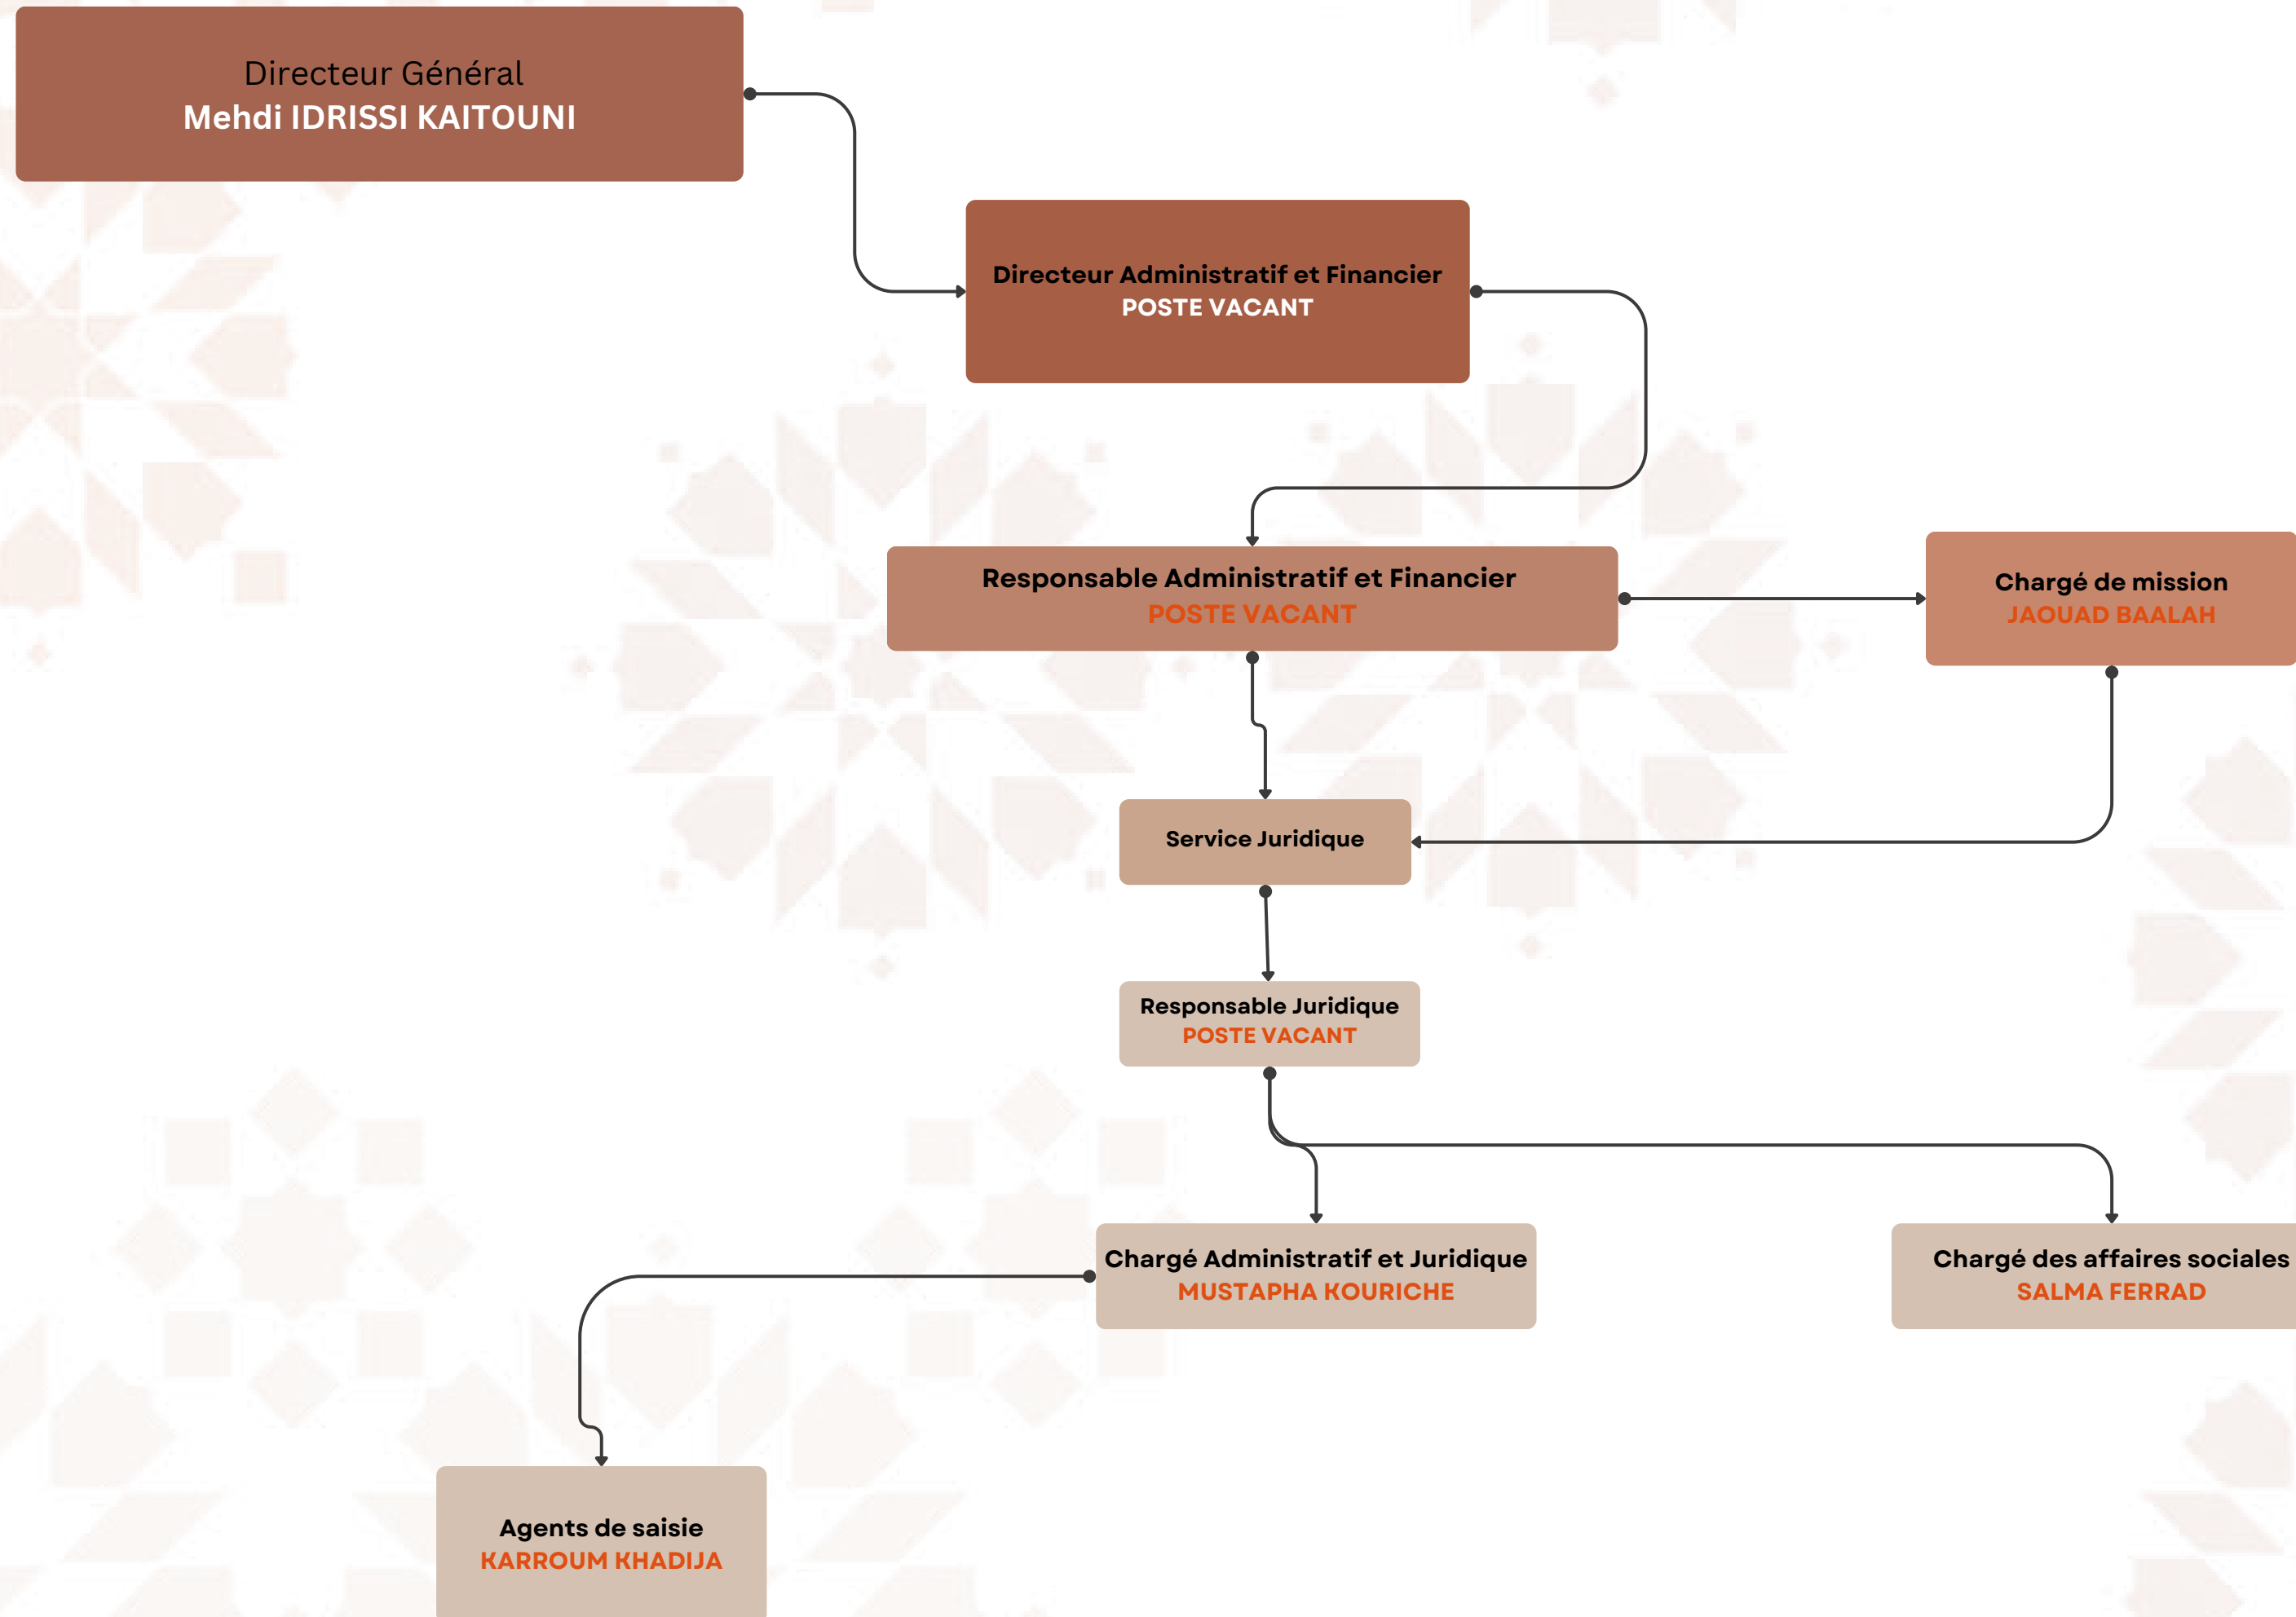 Directeur Général
Mehdi IDRISSI KAITOUNI
Directeur Administratif et Financier
POSTE VACANT
Responsable Administratif et Financier
POSTE VACANT
Chargé de mission
JAOUAD BAALAH
Service Juridique
Responsable Juridique
POSTE VACANT
Chargé Administratif et Juridique
MUSTAPHA KOURICHE
Chargé des affaires sociales
SALMA FERRAD
Agents de saisie
KARROUM KHADIJA